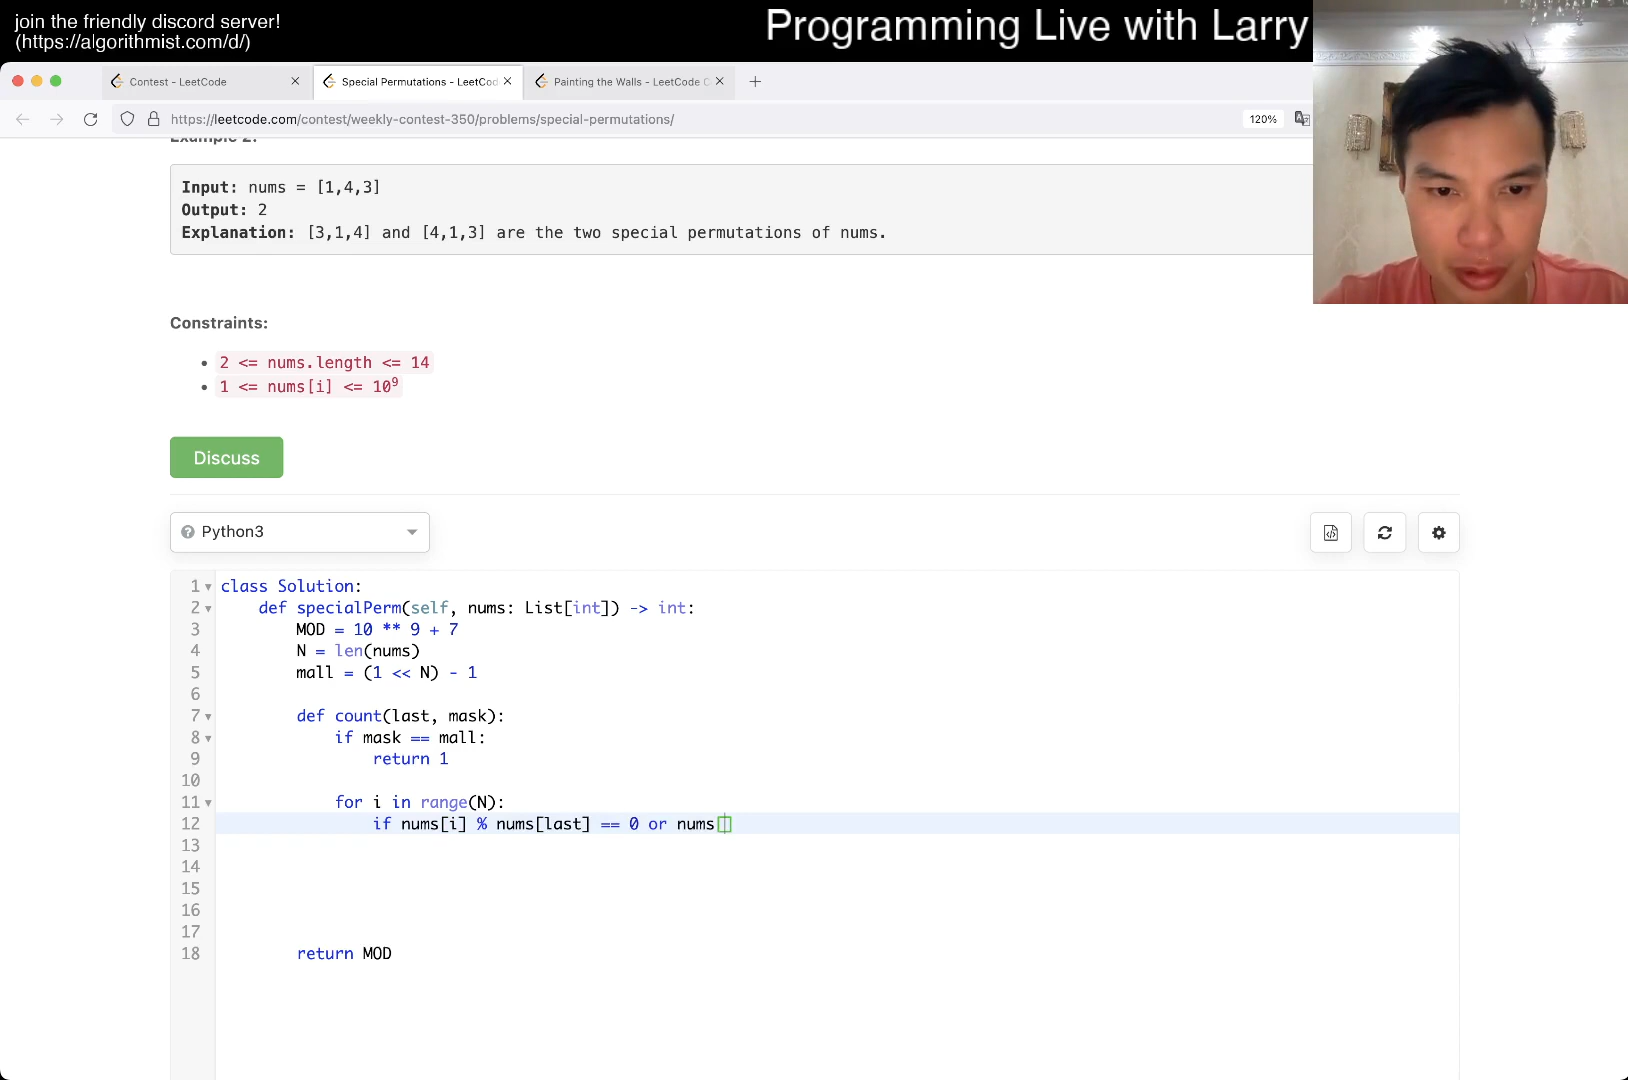 join the friendly discord server!
(https://algorithmist.com/d/)
Programming Live with Larry
Contest - LeetCode
Special Permutations - LeetCod
Painting the Walls - LeetCode C
https://leetcode.com/contest/weekly-contest-350/problems/special-permutations/
120%
Example 2:
Input: nums = [1,4,3]
Output: 2
Explanation: [3,1,4] and [4,1,3] are the two special permutations of nums.
Constraints:
• 2 <= nums.length <= 14
• 1 <= nums[i] <= 10⁹
Discuss
Python3
1 class Solution:
2 def specialPerm(self, nums: List[int]) -> int:
3 MOD = 10 ** 9 + 7
4 N = len(nums)
5 mall = (1 << N) - 1
6
7 def count(last, mask):
8 if mask == mall:
9 return 1
10
11 for i in range(N):
12 if nums[i] % nums[last] == 0 or nums[]
13
14
15
16
17
18 return MOD